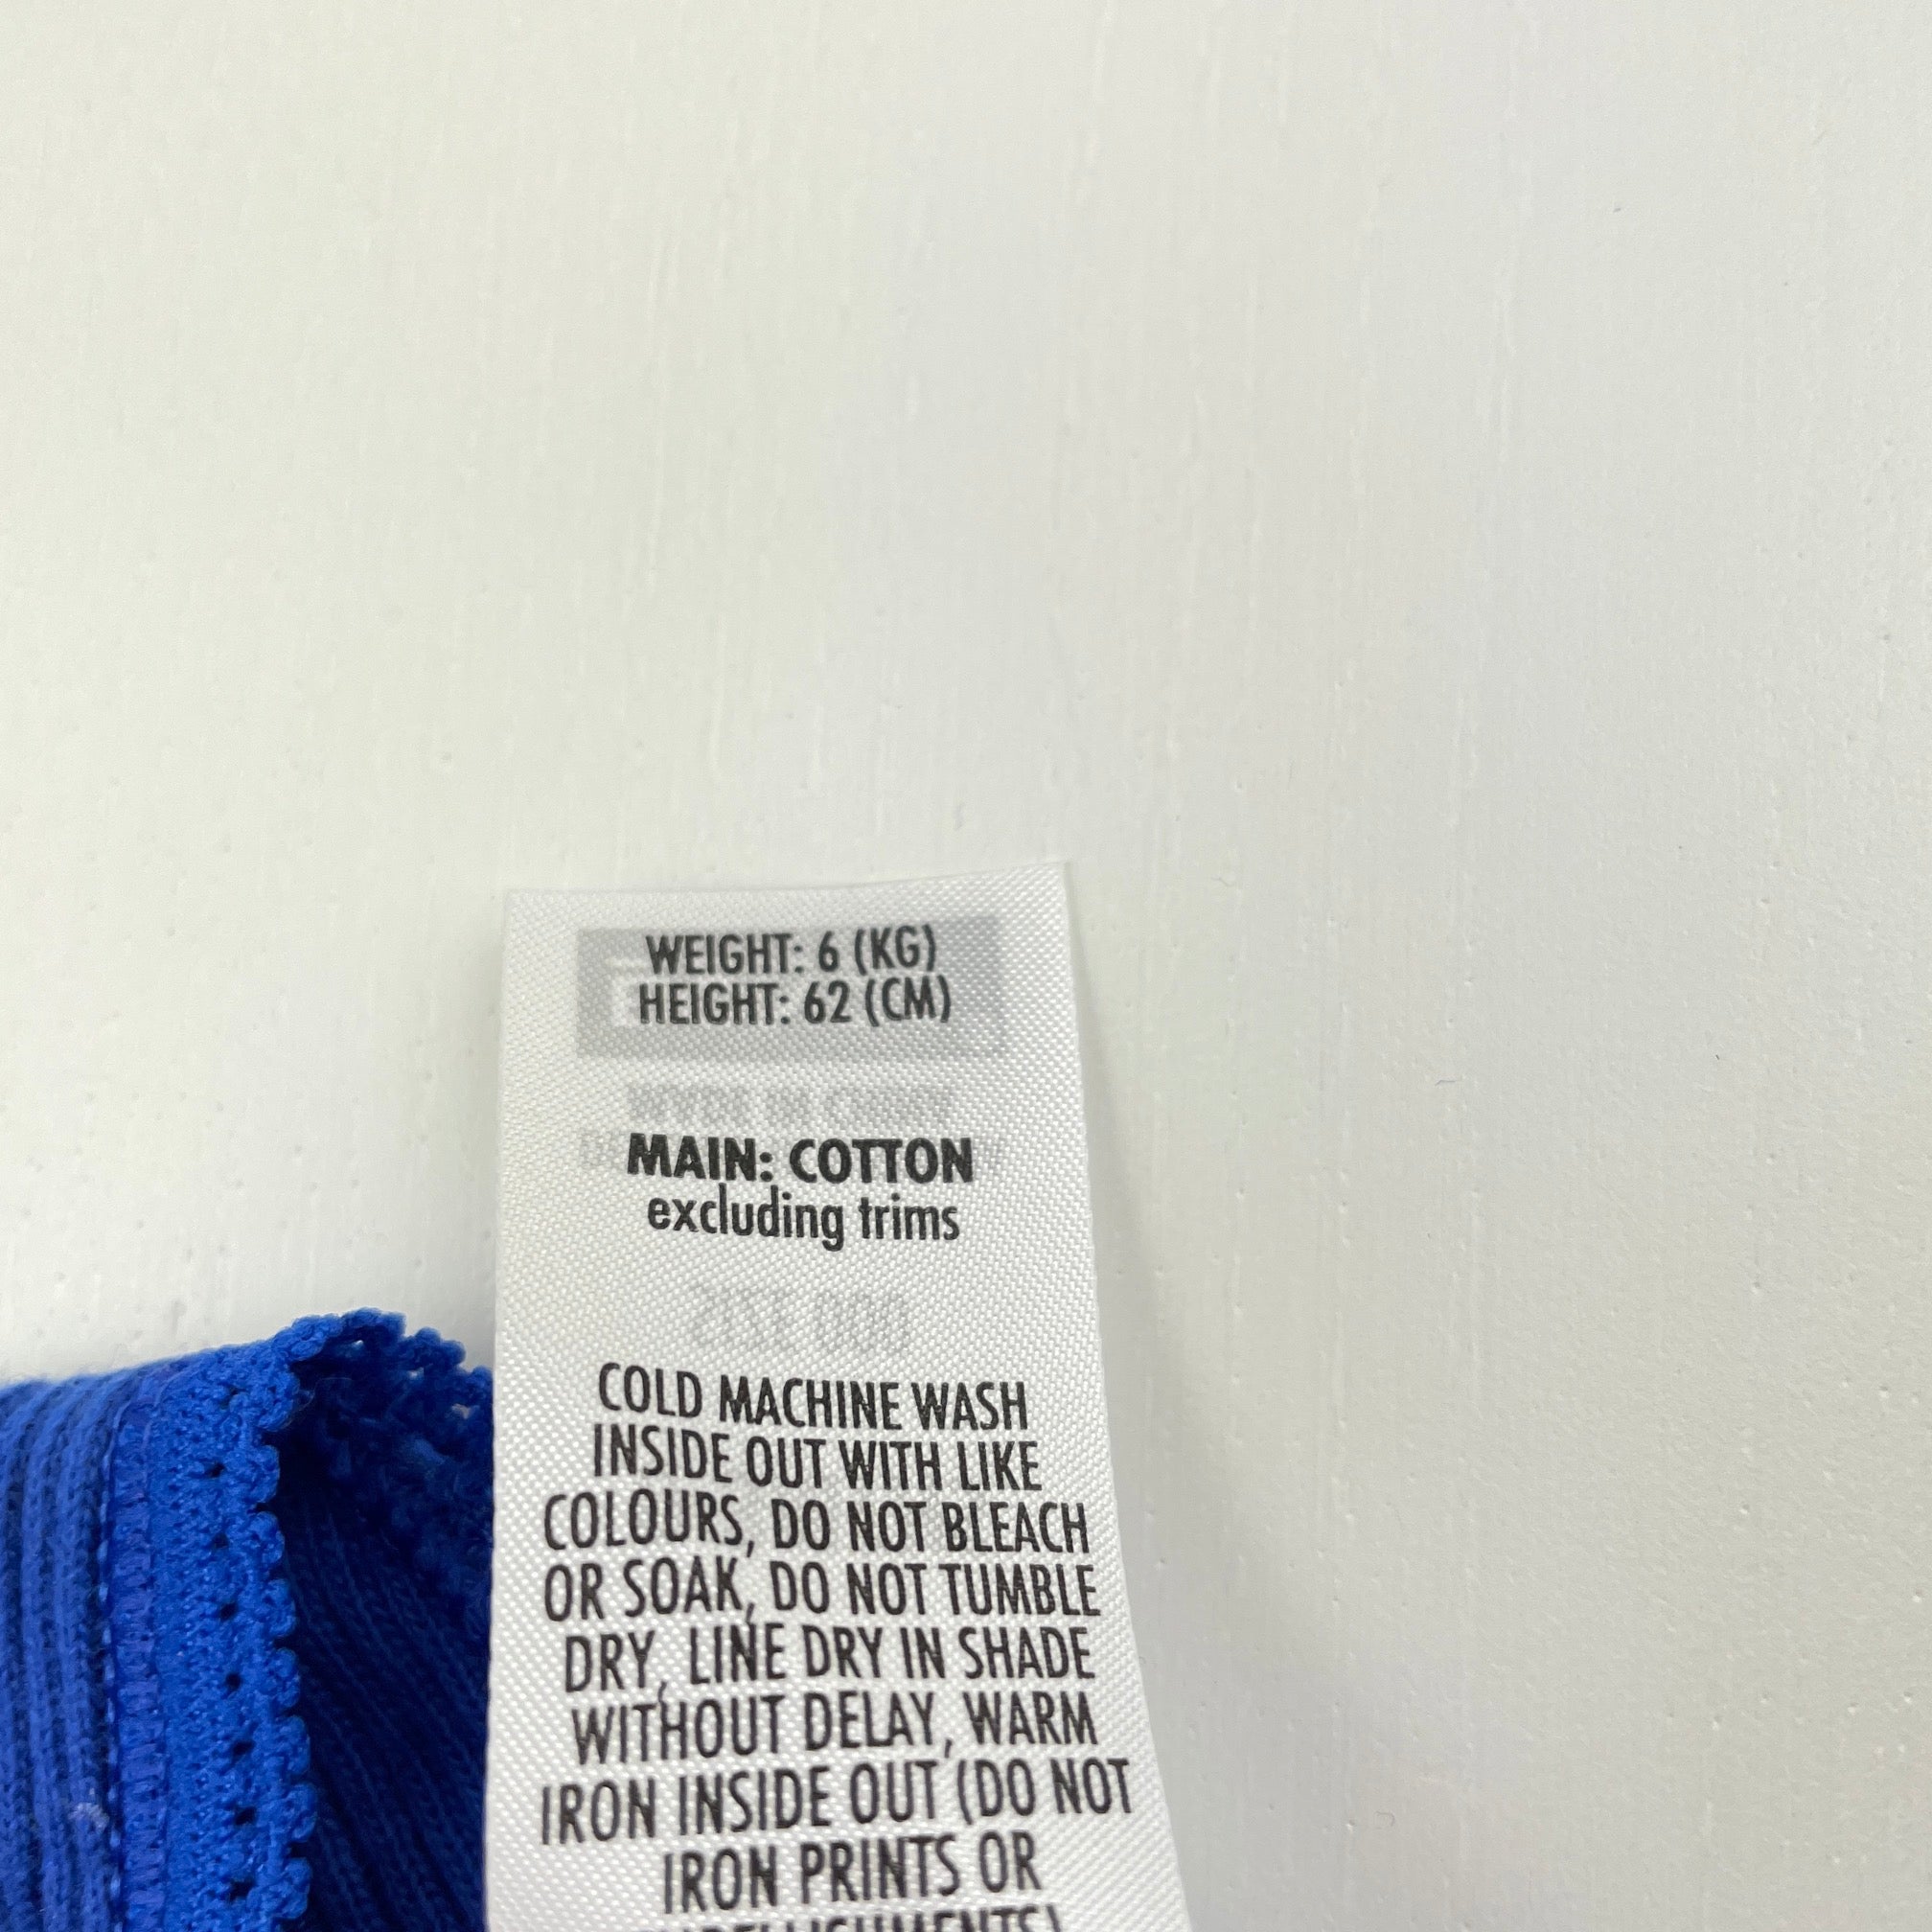 WEIGHT: 6 (KG)
HEIGHT: 62 (CM)
MAIN: COTTON
excluding trims
COLD MACHINE WASH
INSIDE OUT WITH LIKE
COLOURS, DO NOT BLEACH
OR SOAK, DO NOT TUMBLE
DRY, LINE DRY IN SHADE
WITHOUT DELAY, WARM
IRON INSIDE OUT (DO NOT
IRON PRINTS OR